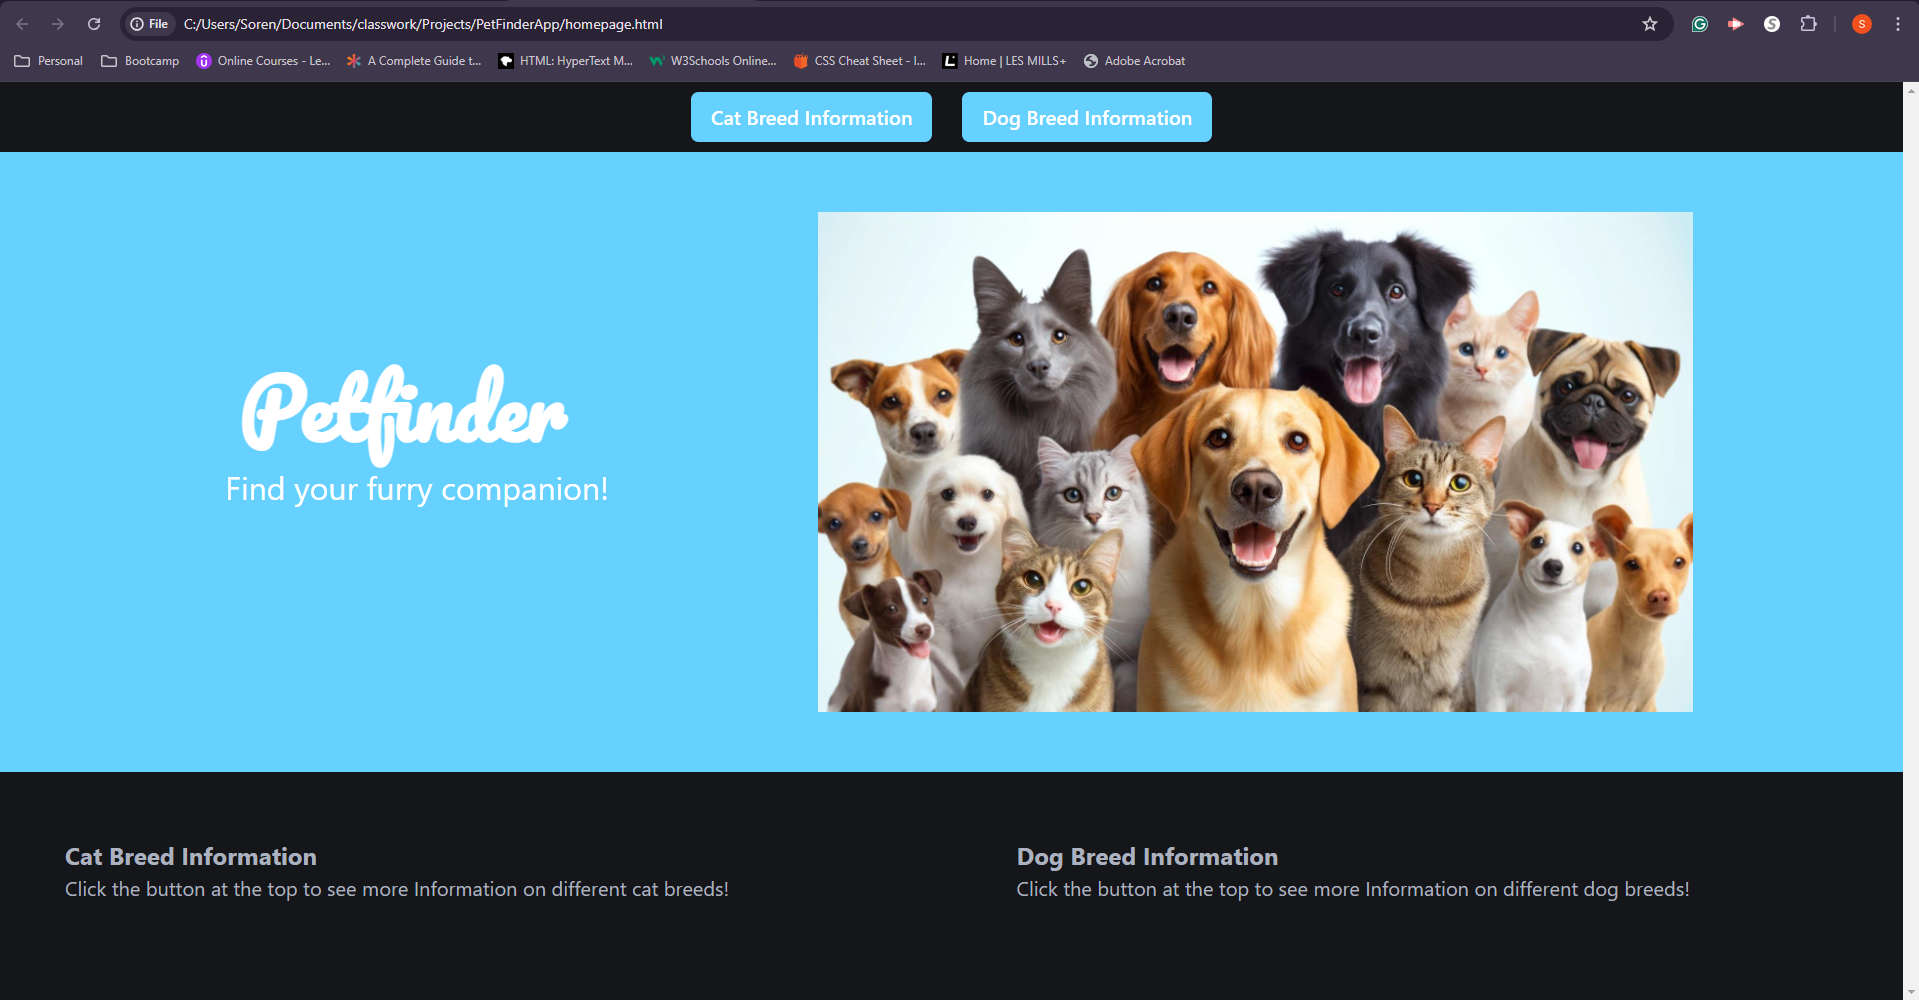 File C:/Users/Soren/Documents/classwork/Projects/PetFinderApp/homepage.html S
Personal Bootcamp Online Courses - Le... A Complete Guide t... HTML: HyperText M... W3Schools Online... CSS Cheat Sheet - I... Home | LES MILLS+ Adobe Acrobat
Cat Breed Information Dog Breed Information
Petfinder
Find your furry companion!
Cat Breed Information
Click the button at the top to see more Information on different cat breeds!
Dog Breed Information
Click the button at the top to see more Information on different dog breeds!